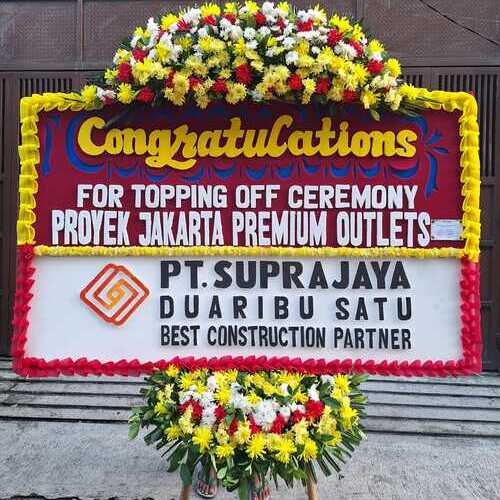 Congratulations
FOR TOPPING OFF CEREMONY
PROYEK JAKARTA PREMIUM OUTLETS
PT. SUPRAJAYA
DUARIBU SATU
BEST CONSTRUCTION PARTNER